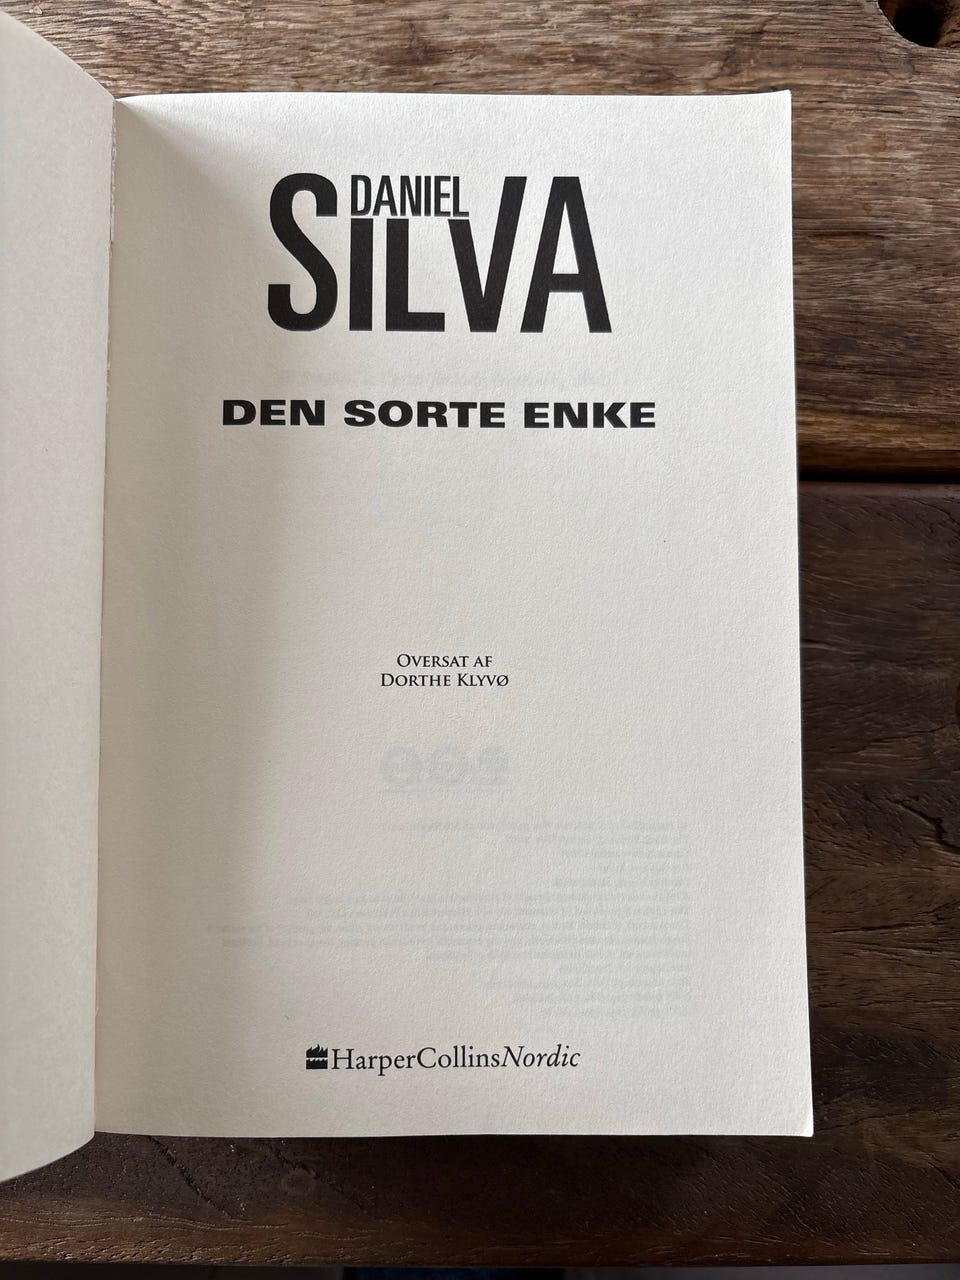 DANIEL
SILVA
DEN SORTE ENKE
OVERSAT AF
DORTHE KLYVØ
HarperCollinsNordic